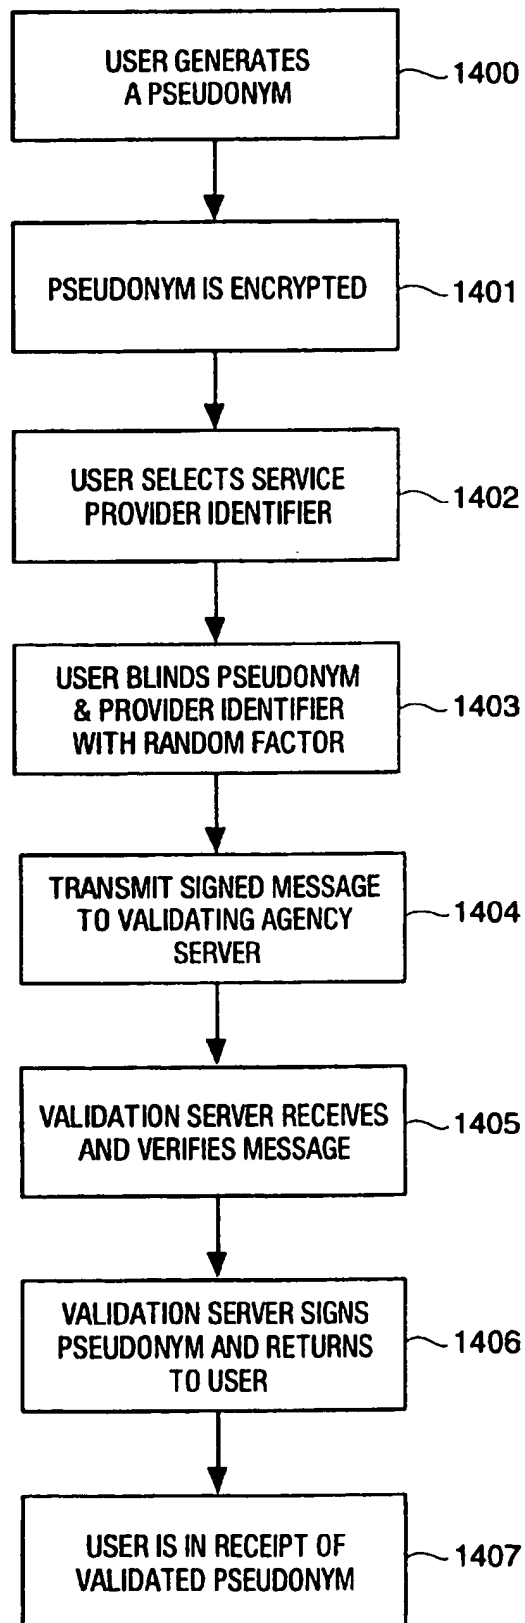 USER GENERATES
A PSEUDONYM
1400
PSEUDONYM IS ENCRYPTED
1401
USER SELECTS SERVICE
PROVIDER IDENTIFIER
1402
USER BLINDS PSEUDONYM
& PROVIDER IDENTIFIER
WITH RANDOM FACTOR
1403
TRANSMIT SIGNED MESSAGE
TO VALIDATING AGENCY
SERVER
1404
VALIDATION SERVER RECEIVES
AND VERIFIES MESSAGE
1405
VALIDATION SERVER SIGNS
PSEUDONYM AND RETURNS
TO USER
1406
USER IS IN RECEIPT OF
VALIDATED PSEUDONYM
1407